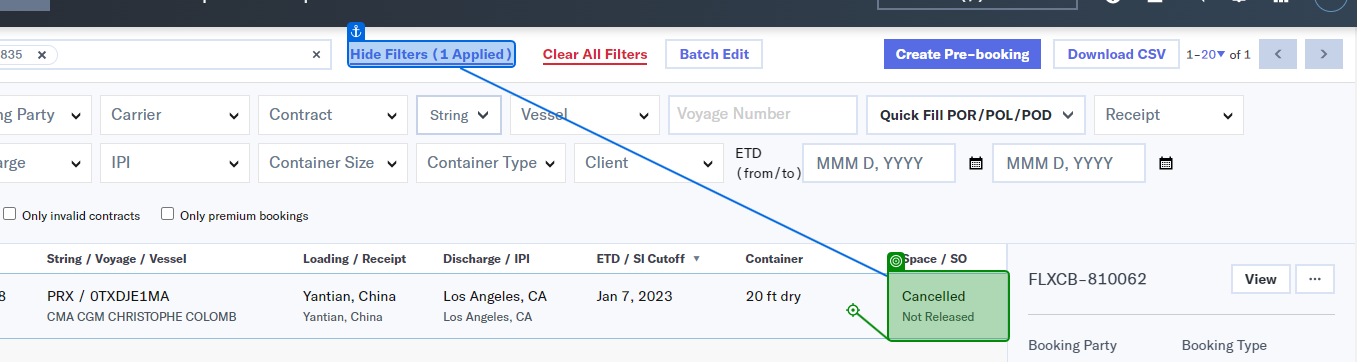 835 ×
×
Hide Filters (1 Applied)
Clear All Filters
Batch Edit
Create Pre-booking
Download CSV
1-20 of 1
ng Party
Carrier
Contract
String
Vessel
Voyage Number
Quick Fill POR/POL/POD
Receipt
arge
IPI
Container Size
Container Type
Client
ETD
(from/to)
MMM D, YYYY
MMM D, YYYY
Only invalid contracts
Only premium bookings
String / Voyage / Vessel
Loading / Receipt
Discharge / IPI
ETD / SI Cutoff
Container
Space / SO
8
PRX / 0TXDJE1MA
Yantian, China
Los Angeles, CA
Jan 7, 2023
20 ft dry
Cancelled
CMA CGM CHRISTOPHE COLOMB
Yantian, China
Los Angeles, CA
Not Released
FLXCB-810062
View
...
Booking Party
Booking Type